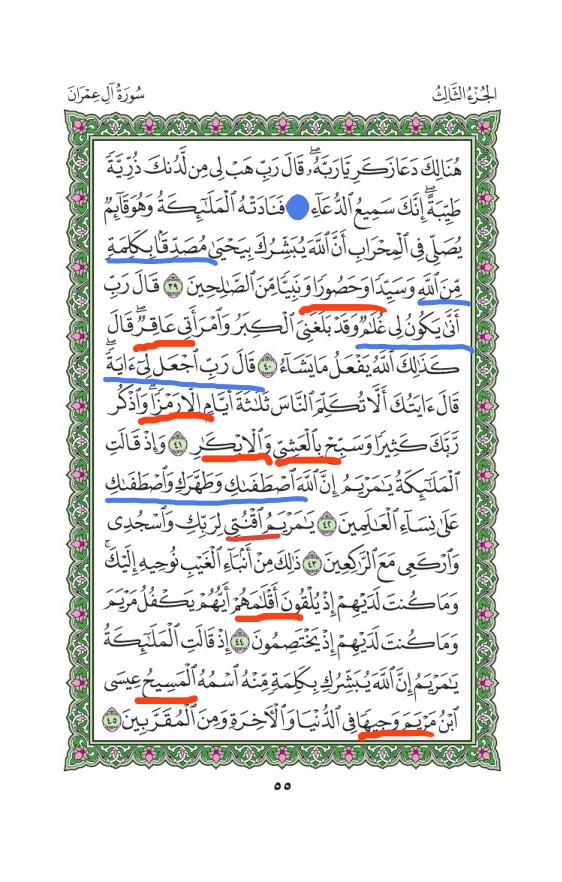 الجُزْءُ الثَّالِثُ
سُورَةُ آلِ عِمْرَانَ
هُنَالِكَ دَعَا زَكَرِيَّا رَبَّهُۥۖ قَالَ رَبِّ هَبْ لِى مِن لَّدُنكَ ذُرِّيَّةً
طَيِّبَةًۖ إِنَّكَ سَمِيعُ ٱلدُّعَآءِ فَنَادَتْهُ ٱلْمَلَـٰٓئِكَةُ وَهُوَ قَآئِمٌ
يُصَلِّى فِى ٱلْمِحْرَابِ أَنَّ ٱللَّهَ يُبَشِّرُكَ بِيَحْيَىٰ مُصَدِّقًۢا بِكَلِمَةٍ
مِّنَ ٱللَّهِ وَسَيِّدًا وَحَصُورًا وَنَبِيًّا مِّنَ ٱلصَّـٰلِحِينَ ٣٩ قَالَ رَبِّ
أَنَّىٰ يَكُونُ لِى غُلَـٰمٌ وَقَدْ بَلَغَنِىَ ٱلْكِبَرُ وَٱمْرَأَتِى عَاقِرٌۖ قَالَ
كَذَٰلِكَ ٱللَّهُ يَفْعَلُ مَا يَشَآءُ ٤٠ قَالَ رَبِّ ٱجْعَل لِّىٓ ءَايَةًۖ
قَالَ ءَايَتُكَ أَلَّا تُكَلِّمَ ٱلنَّاسَ ثَلَـٰثَةَ أَيَّامٍ إِلَّا رَمْزًاۗ وَٱذْكُر
رَّبَّكَ كَثِيرًا وَسَبِّحْ بِٱلْعَشِىِّ وَٱلْإِبْكَـٰرِ ٤١ وَإِذْ قَالَتِ
ٱلْمَلَـٰٓئِكَةُ يَـٰمَرْيَمُ إِنَّ ٱللَّهَ ٱصْطَفَىٰكِ وَطَهَّرَكِ وَٱصْطَفَىٰكِ
عَلَىٰ نِسَآءِ ٱلْعَـٰلَمِينَ ٤٢ يَـٰمَرْيَمُ ٱقْنُتِى لِرَبِّكِ وَٱسْجُدِى
وَٱرْكَعِى مَعَ ٱلرَّٰكِعِينَ ٤٣ ذَٰلِكَ مِنْ أَنۢبَآءِ ٱلْغَيْبِ نُوحِيهِ إِلَيْكَۚ
وَمَا كُنتَ لَدَيْهِمْ إِذْ يُلْقُونَ أَقْلَـٰمَهُمْ أَيُّهُمْ يَكْفُلُ مَرْيَمَ
وَمَا كُنتَ لَدَيْهِمْ إِذْ يَخْتَصِمُونَ ٤٤ إِذْ قَالَتِ ٱلْمَلَـٰٓئِكَةُ
يَـٰمَرْيَمُ إِنَّ ٱللَّهَ يُبَشِّرُكِ بِكَلِمَةٍ مِّنْهُ ٱسْمُهُ ٱلْمَسِيحُ عِيسَى
ٱبْنُ مَرْيَمَ وَجِيهًا فِى ٱلدُّنْيَا وَٱلْـَٔاخِرَةِ وَمِنَ ٱلْمُقَرَّبِينَ ٤٥
٥٥